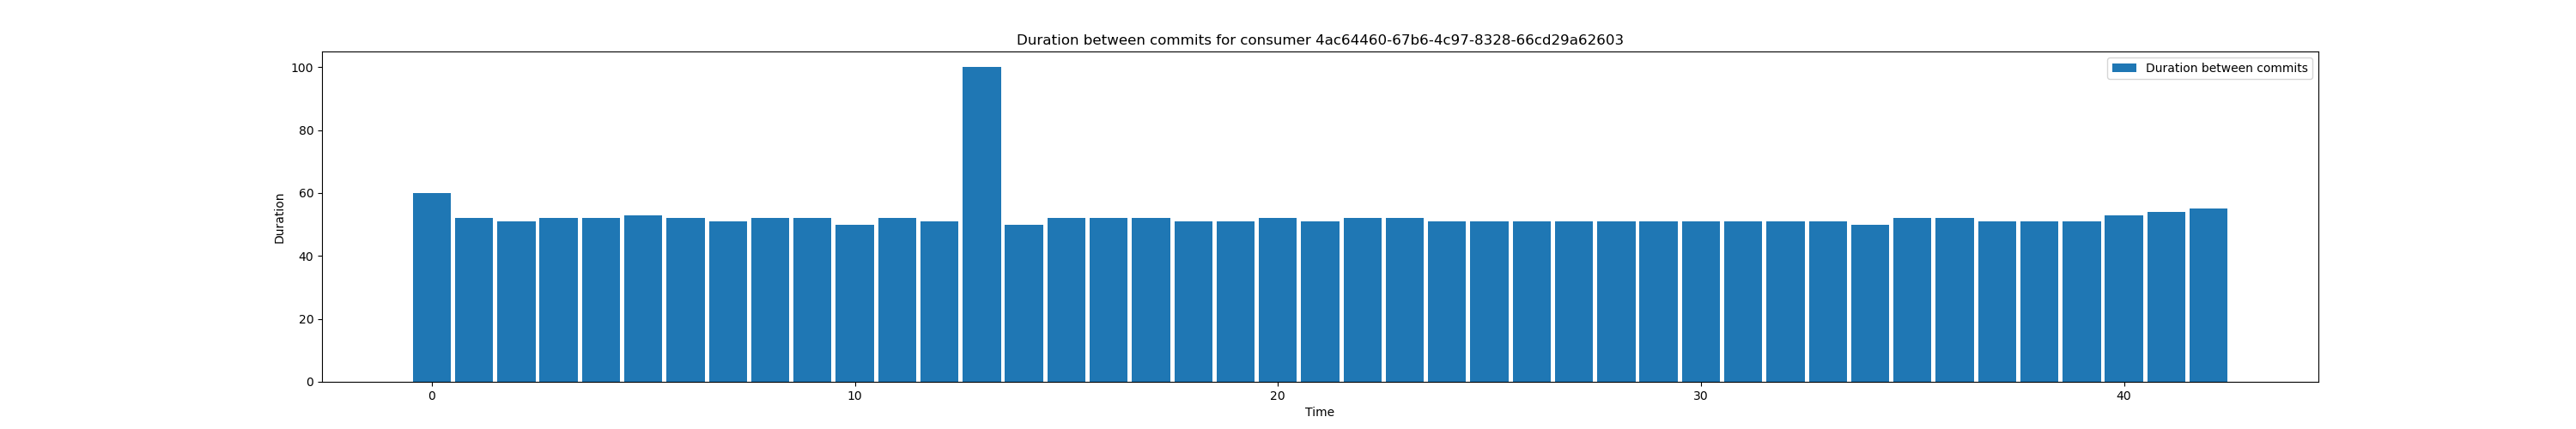 Duration between commits for consumer 4ac64460-67b6-4c97-8328-66cd29a62603
Duration between commits
100
80
60
40
20
0
Duration
0 10 20 30 40
Time